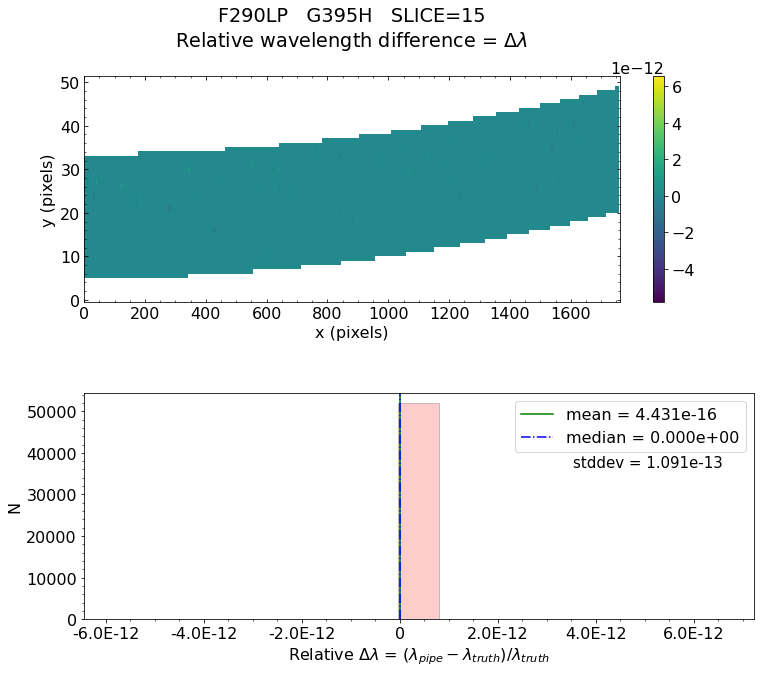 F290LP G395H SLICE=15
Relative wavelength difference = Δλ
1e−12
50
40
30
20
10
0
y (pixels)
0 200 400 600 800 1000 1200 1400 1600
x (pixels)
6
4
2
0
−2
−4
50000
40000
30000
20000
10000
0
N
mean = 4.431e-16
median = 0.000e+00
stddev = 1.091e-13
-6.0E-12 -4.0E-12 -2.0E-12 0 2.0E-12 4.0E-12 6.0E-12
Relative Δλ = (λpipe − λtruth)/λtruth